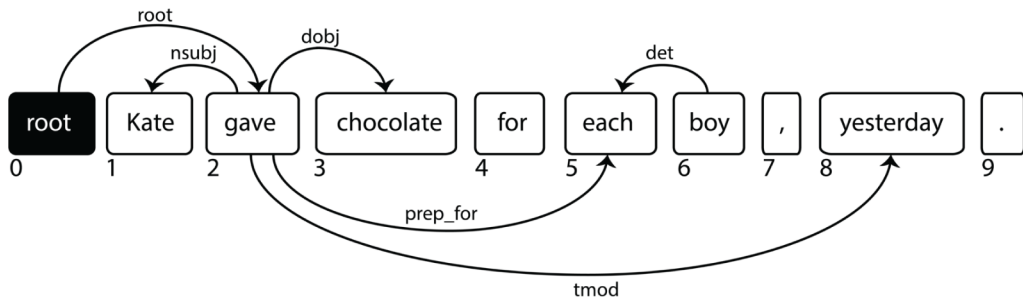 root
nsubj dobj det
root Kate gave chocolate for each boy , yesterday .
0 1 2 3 4 5 6 7 8 9
prep_for
tmod